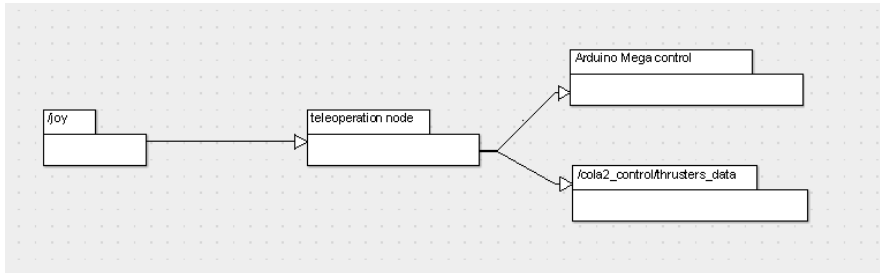 /joy
teleoperation node
Arduino Mega control
/cola2_control/thrusters_data